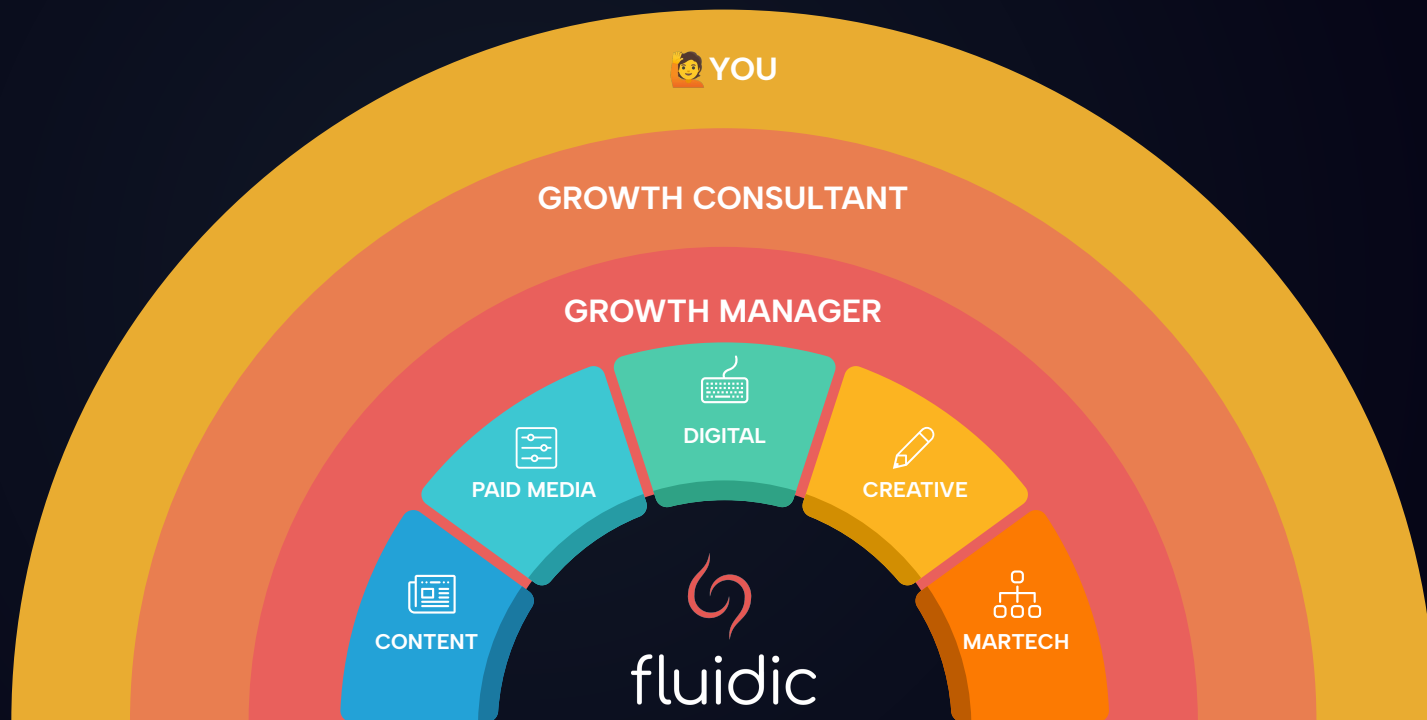 🙋 YOU
GROWTH CONSULTANT
GROWTH MANAGER
DIGITAL
PAID MEDIA
CREATIVE
CONTENT
MARTECH
fluidic